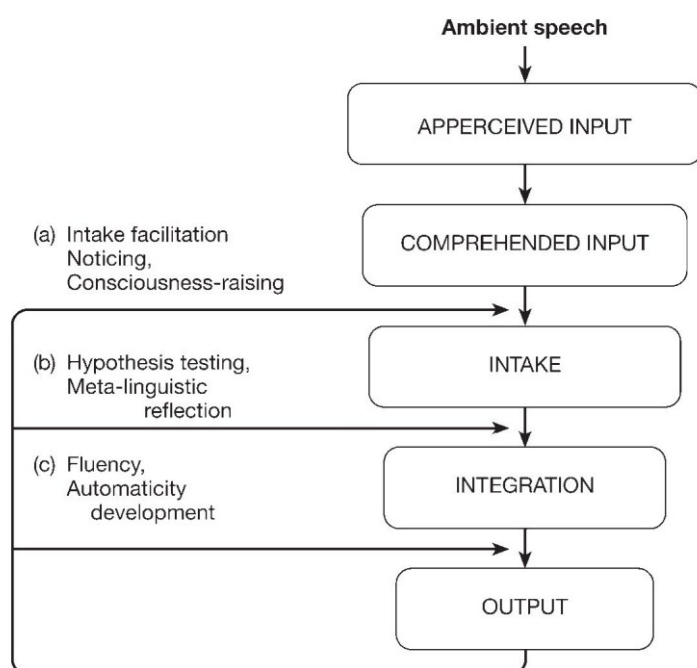 Ambient speech
APPERCEIVED INPUT
COMPREHENDED INPUT
(a) Intake facilitation
Noticing,
Consciousness-raising
INTAKE
(b) Hypothesis testing,
Meta-linguistic
reflection
INTEGRATION
(c) Fluency,
Automaticity
development
OUTPUT